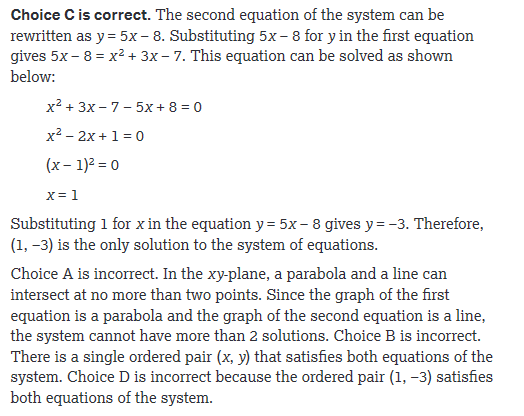 Choice C is correct. The second equation of the system can be
rewritten as y = 5x – 8. Substituting 5x – 8 for y in the first equation
gives 5x – 8 = x² + 3x – 7. This equation can be solved as shown
below:
x² + 3x – 7 – 5x + 8 = 0
x² – 2x + 1 = 0
(x – 1)² = 0
x = 1
Substituting 1 for x in the equation y = 5x – 8 gives y = –3. Therefore,
(1, –3) is the only solution to the system of equations.
Choice A is incorrect. In the xy-plane, a parabola and a line can
intersect at no more than two points. Since the graph of the first
equation is a parabola and the graph of the second equation is a line,
the system cannot have more than 2 solutions. Choice B is incorrect.
There is a single ordered pair (x, y) that satisfies both equations of the
system. Choice D is incorrect because the ordered pair (1, –3) satisfies
both equations of the system.